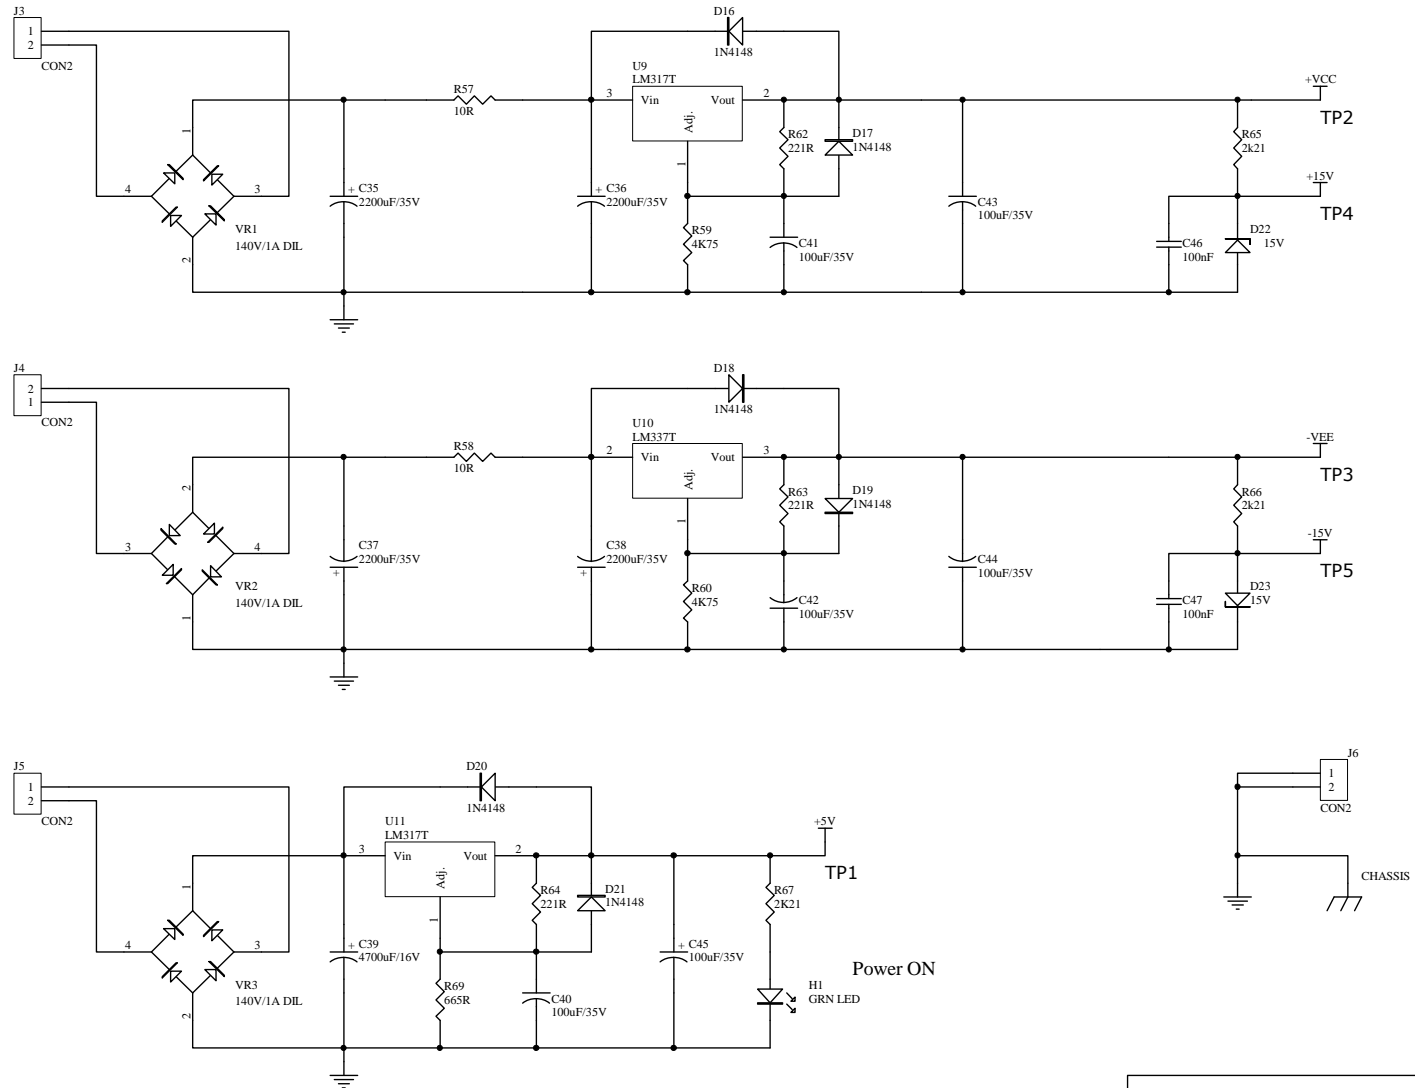 J3
1
2
CON2
D16
1N4148
U9
LM317T
R57
10R
3
Vin
Vout
2
Adj.
1
+VCC
TP2
1
4
3
2
VR1
140V/1A DIL
+
C35
2200uF/35V
+
C36
2200uF/35V
R62
221R
D17
1N4148
R59
4K75
C41
100uF/35V
C43
100uF/35V
R65
2k21
+15V
TP4
C46
100nF
D22
15V
J4
2
1
CON2
D18
1N4148
U10
LM337T
R58
10R
2
Vin
Vout
3
Adj.
1
-VEE
TP3
2
3
4
1
VR2
140V/1A DIL
C37
2200uF/35V
+
C38
2200uF/35V
+
R63
221R
D19
1N4148
R60
4K75
C42
100uF/35V
C44
100uF/35V
R66
2k21
-15V
TP5
C47
100nF
D23
15V
J5
1
2
CON2
D20
1N4148
U11
LM317T
3
Vin
Vout
2
Adj.
1
+5V
TP1
1
4
3
2
VR3
140V/1A DIL
+
C39
4700uF/16V
R64
221R
D21
1N4148
R69
665R
C40
100uF/35V
+
C45
100uF/35V
R67
2K21
Power ON
H1
GRN LED
J6
1
2
CON2
CHASSIS